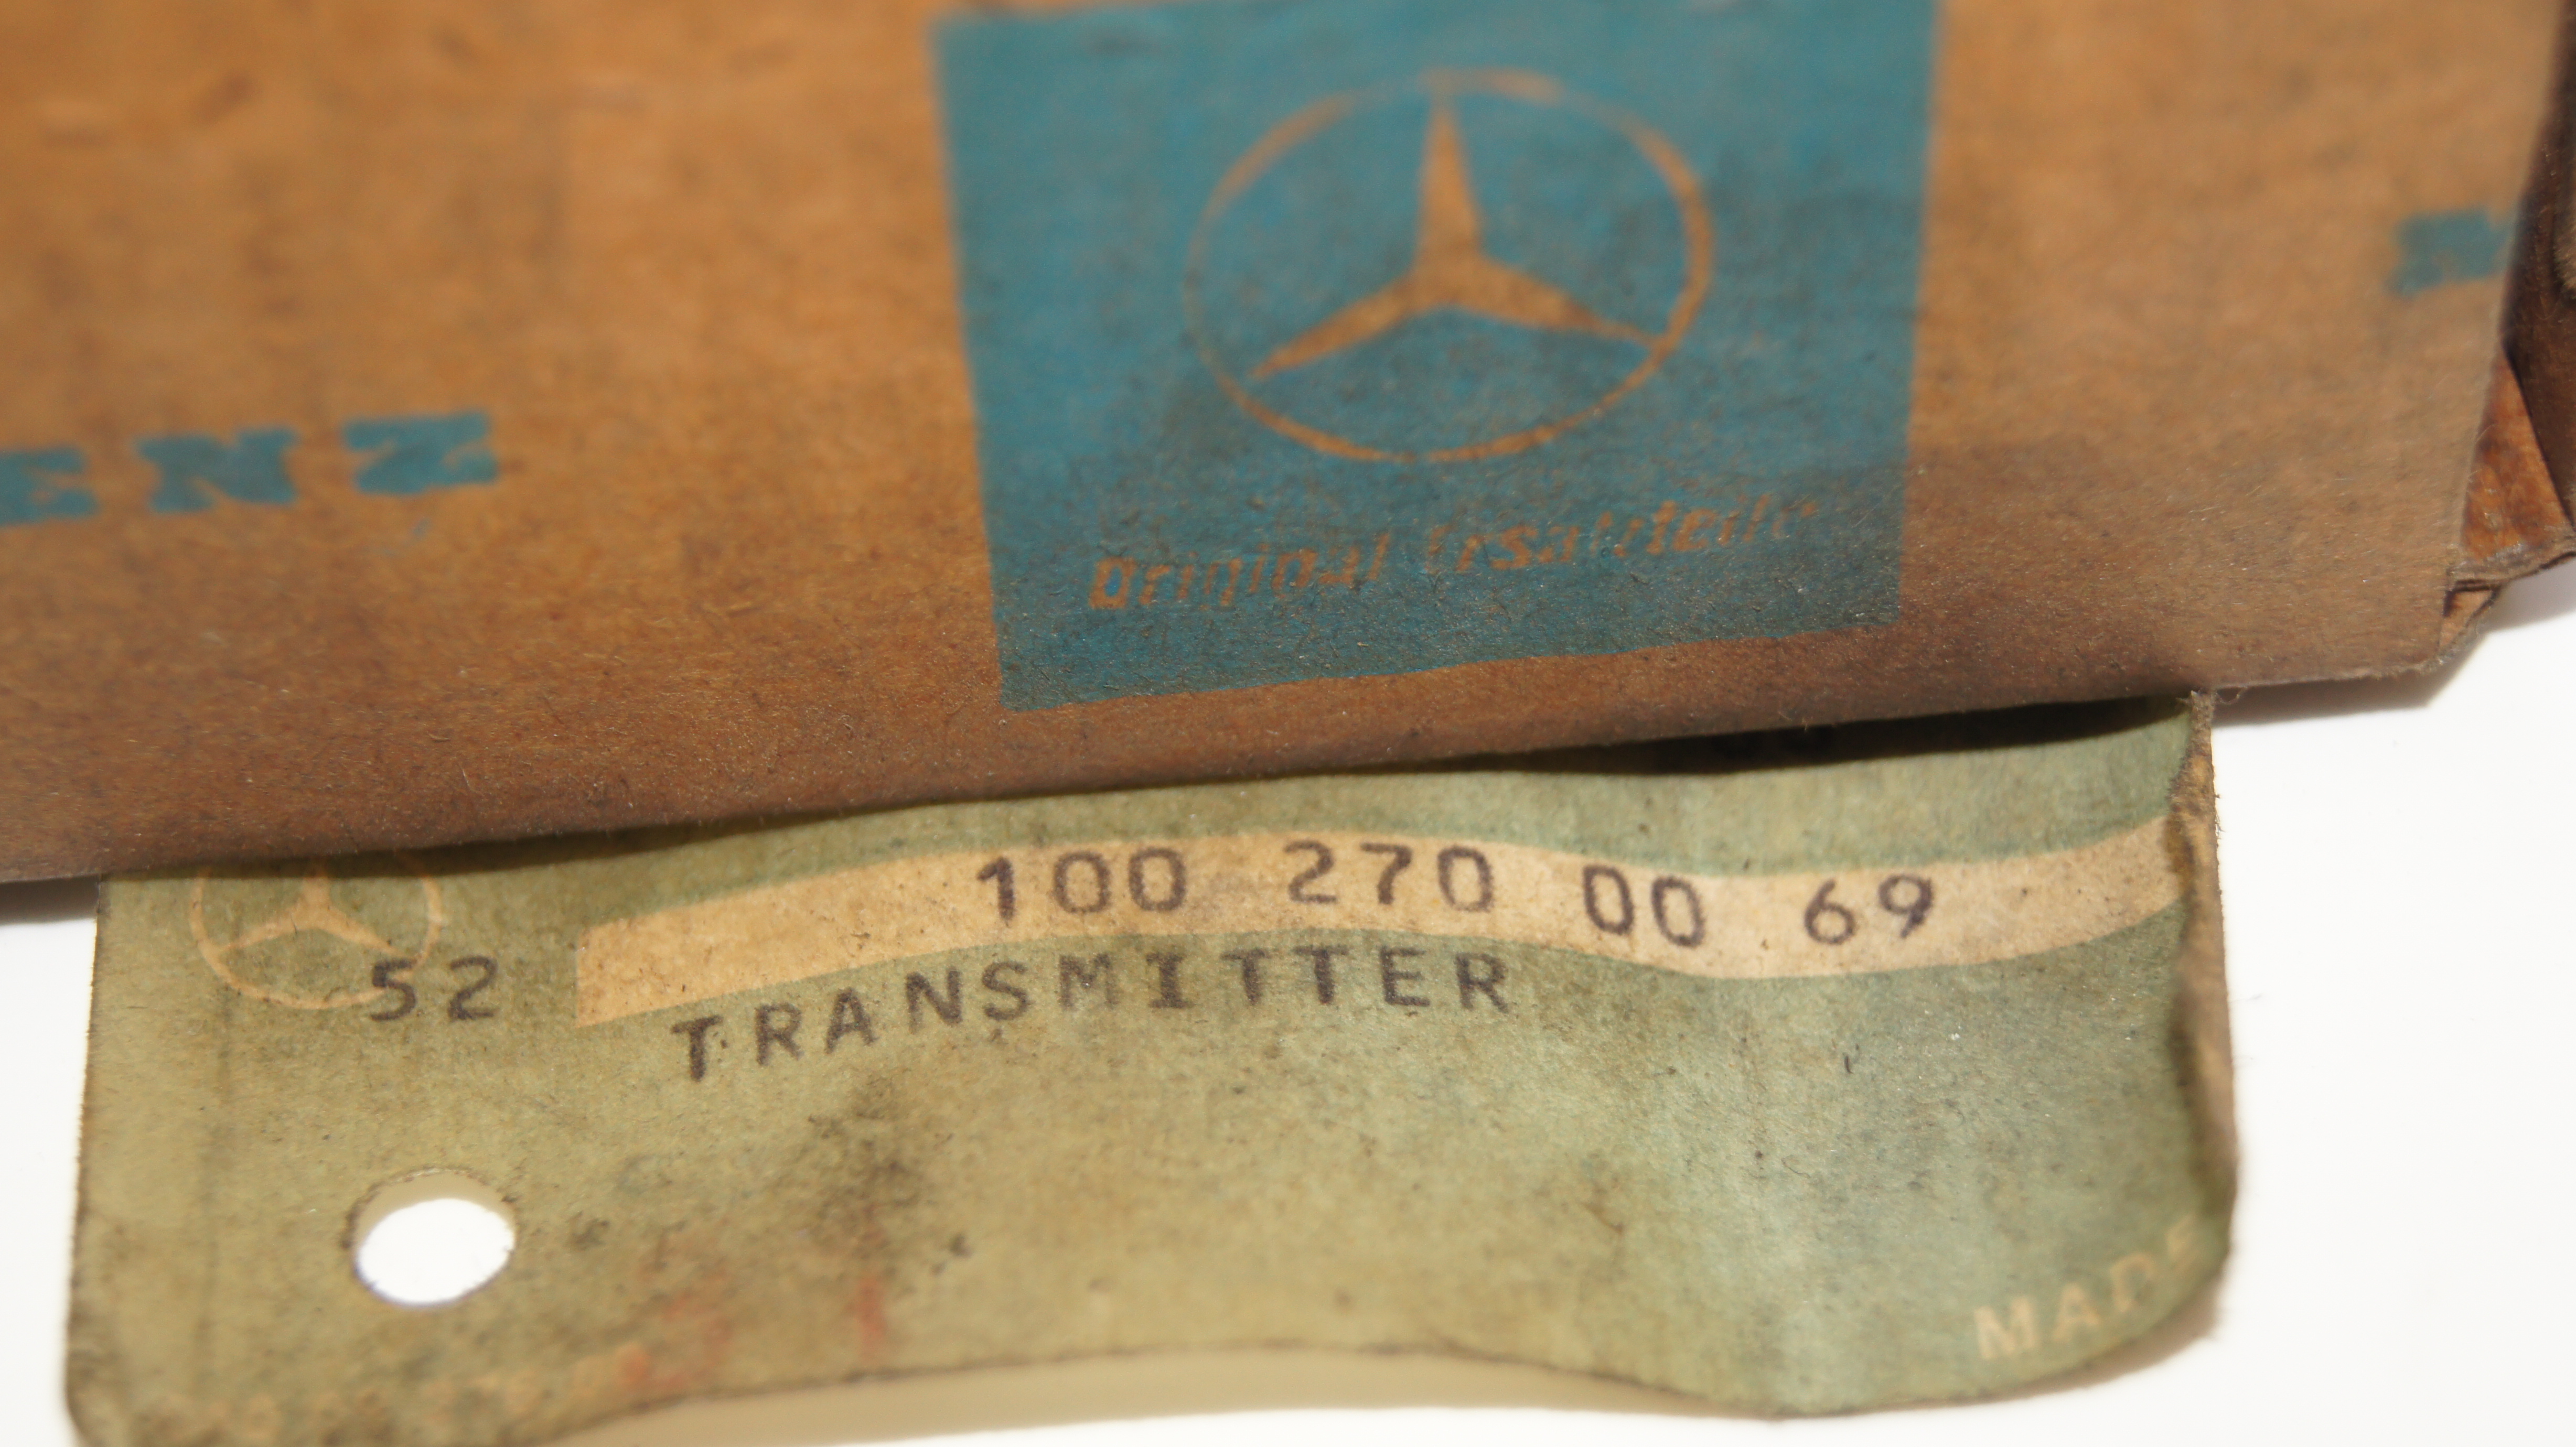 ENZ
Original Ersatzteile
100 270 00 69
52
TRANSMITTER
MADE